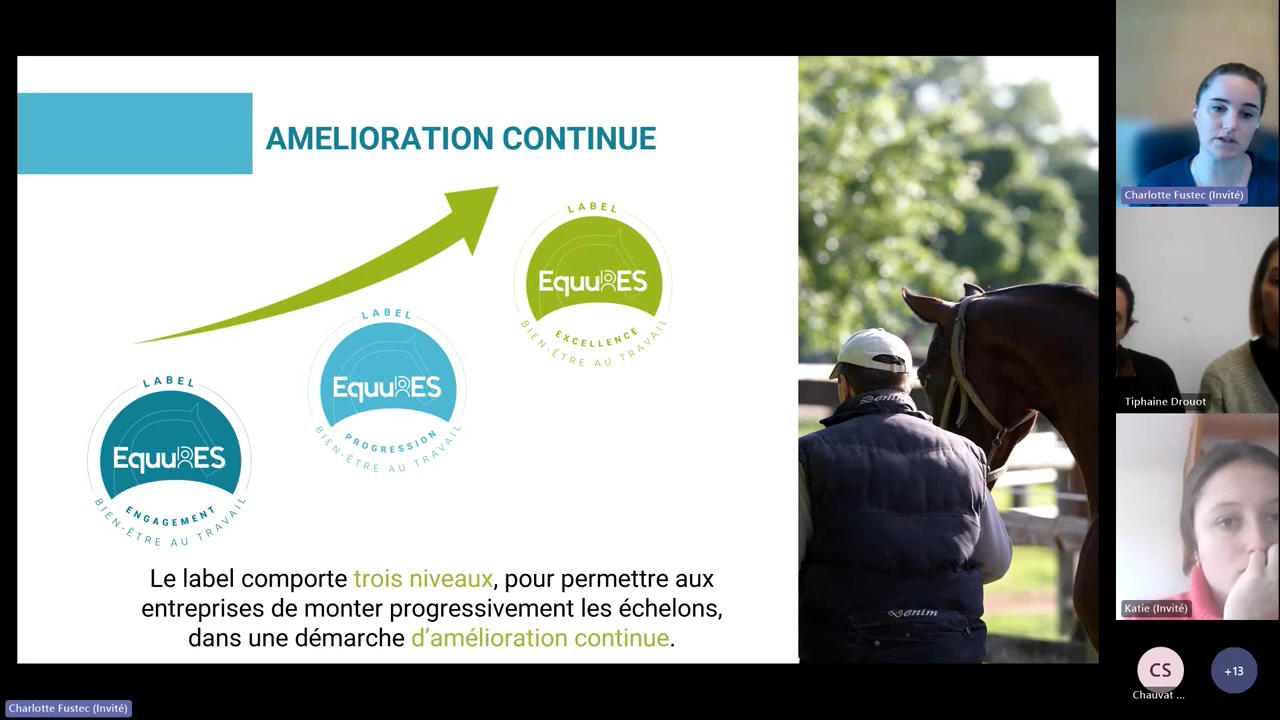 AMELIORATION CONTINUE
LABEL
EquuRES
EXCELLENCE
BIEN-ÊTRE AU TRAVAIL
LABEL
EquuRES
PROGRESSION
BIEN-ÊTRE AU TRAVAIL
LABEL
EquuRES
ENGAGEMENT
BIEN-ÊTRE AU TRAVAIL
Le label comporte trois niveaux, pour permettre aux
entreprises de monter progressivement les échelons,
dans une démarche d’amélioration continue.
Denim
Denim
Charlotte Fustec (Invité)
Tiphaine Drouot
Katie (Invité)
CS
Chauvat ...
+13
Charlotte Fustec (Invité)